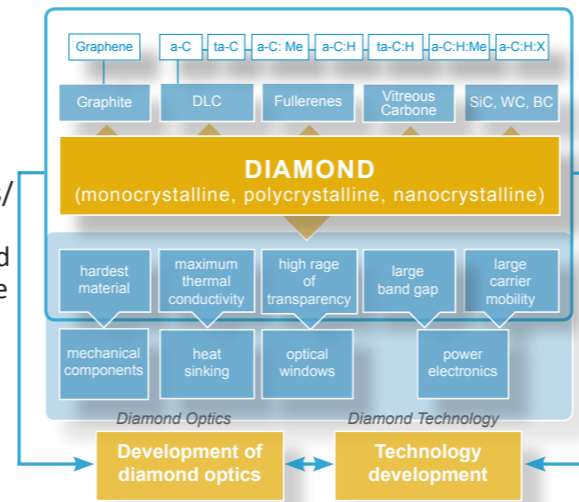 Graphene
a-C
ta-C
a-C: Me
a-C:H
ta-C:H
a-C:H:Me
a-C:H:X
Graphite
DLC
Fullerenes
Vitreous
Carbone
SiC, WC, BC
DIAMOND
(monocrystalline, polycrystalline, nanocrystalline)
hardest
material
maximum
thermal
conductivity
high rage
of
transparency
large
band gap
large
carrier
mobility
mechanical
components
heat
sinking
optical
windows
power
electronics
Diamond Optics
Diamond Technology
Development of
diamond optics
Technology
development